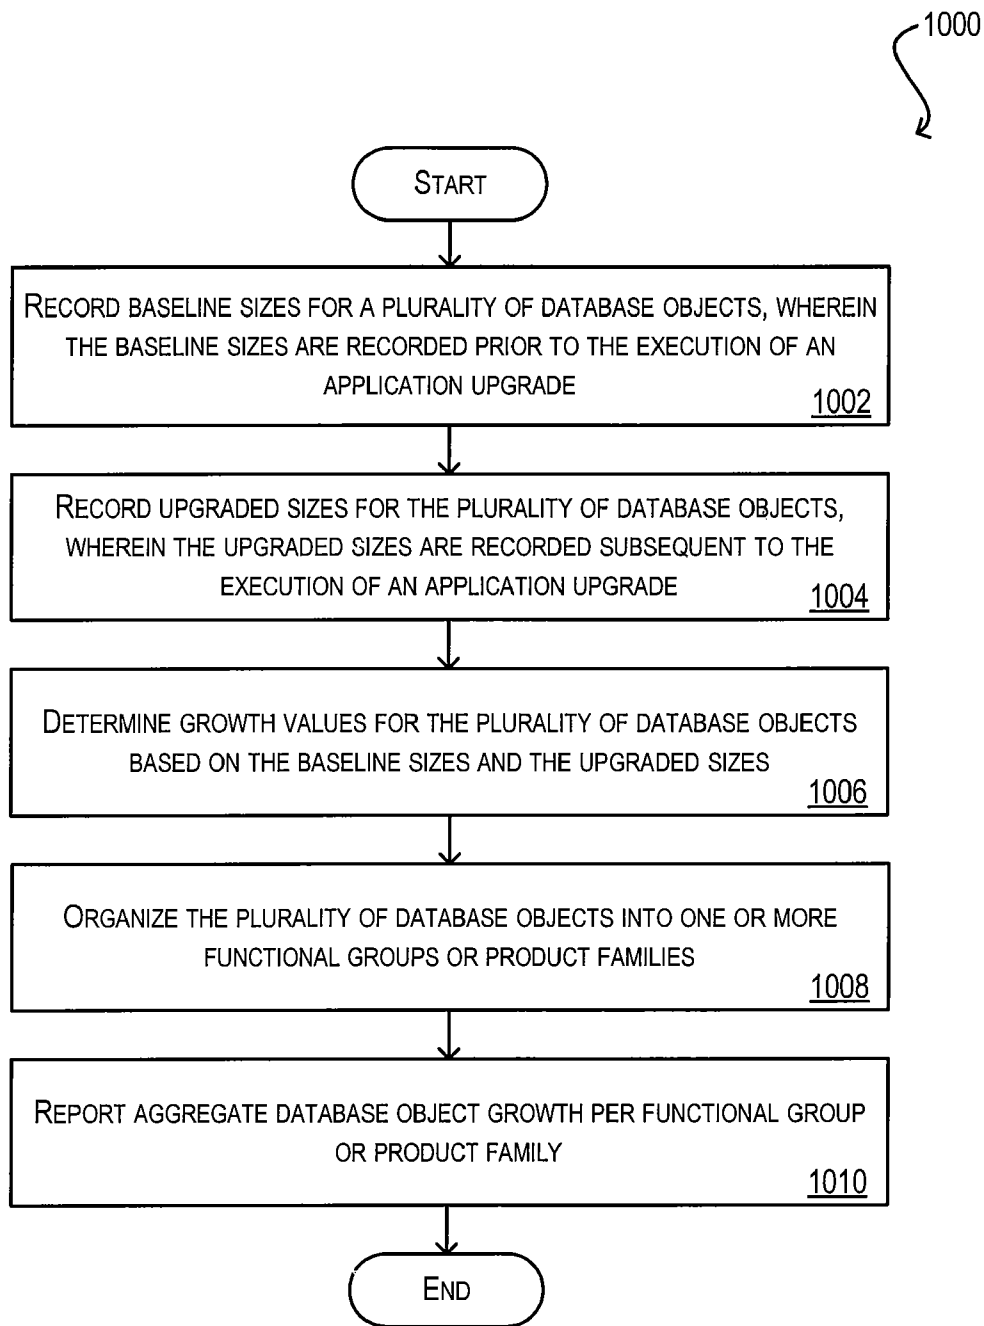 1000
START
RECORD BASELINE SIZES FOR A PLURALITY OF DATABASE OBJECTS, WHEREIN
THE BASELINE SIZES ARE RECORDED PRIOR TO THE EXECUTION OF AN
APPLICATION UPGRADE
1002
RECORD UPGRADED SIZES FOR THE PLURALITY OF DATABASE OBJECTS,
WHEREIN THE UPGRADED SIZES ARE RECORDED SUBSEQUENT TO THE
EXECUTION OF AN APPLICATION UPGRADE
1004
DETERMINE GROWTH VALUES FOR THE PLURALITY OF DATABASE OBJECTS
BASED ON THE BASELINE SIZES AND THE UPGRADED SIZES
1006
ORGANIZE THE PLURALITY OF DATABASE OBJECTS INTO ONE OR MORE
FUNCTIONAL GROUPS OR PRODUCT FAMILIES
1008
REPORT AGGREGATE DATABASE OBJECT GROWTH PER FUNCTIONAL GROUP
OR PRODUCT FAMILY
1010
END